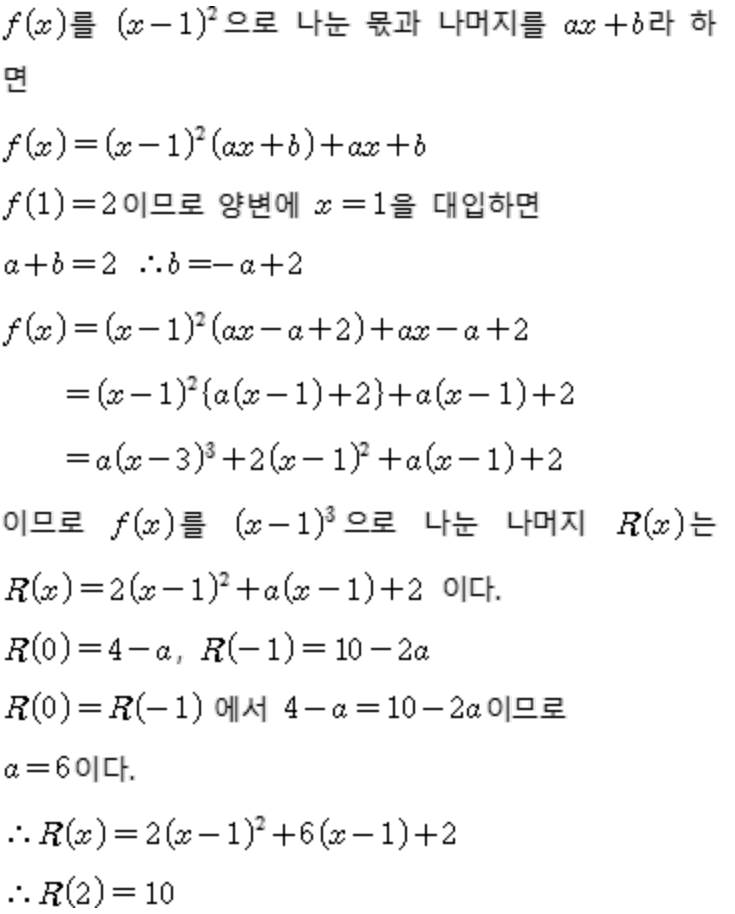 f(x)를 (x−1)²으로 나눈 몫과 나머지를 ax+b라 하
면
f(x)=(x−1)²(ax+b)+ax+b
f(1)=2이므로 양변에 x=1을 대입하면
a+b=2 ∴b=−a+2
f(x)=(x−1)²(ax−a+2)+ax−a+2
=(x−1)²{a(x−1)+2}+a(x−1)+2
=a(x−3)³+2(x−1)²+a(x−1)+2
이므로 f(x)를 (x−1)³으로 나눈 나머지 R(x)는
R(x)=2(x−1)²+a(x−1)+2 이다.
R(0)=4−a, R(−1)=10−2a
R(0)=R(−1)에서 4−a=10−2a이므로
a=6이다.
∴R(x)=2(x−1)²+6(x−1)+2
∴R(2)=10